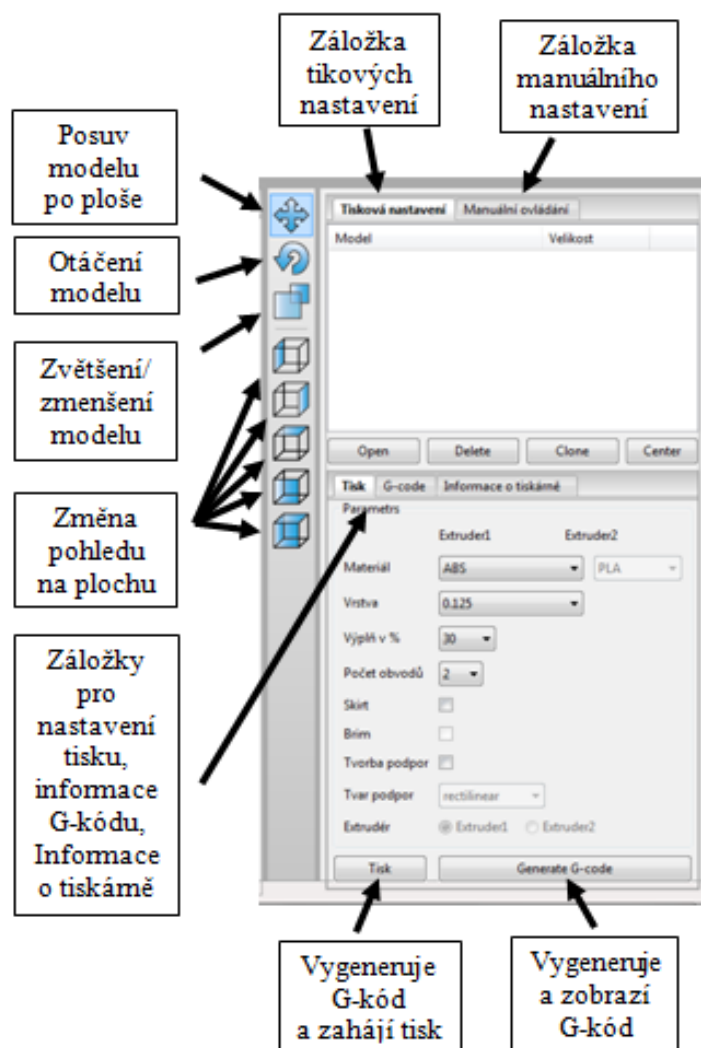 Záložka
tikových
nastavení
Záložka
manuálního
nastavení
Posuv
modelu
po ploše
Otáčení
modelu
Zvětšení/
zmenšení
modelu
Změna
pohledu
na plochu
Záložky
pro
nastavení
tisku,
informace
G-kódu,
Informace
o tiskárně
Tisková nastavení Manuální ovládání
Model Velikost
Open Delete Clone Center
Tisk G-code Informace o tiskárně
Parametrs
Extruder1 Extruder2
Materiál ABS PLA
Vrstva 0.125
Výplň v % 30
Počet obvodů 2
Skirt
Brim
Tvorba podpor
Tvar podpor rectilinear
Extrudér Extruder1 Extruder2
Tisk Generate G-code
Vygeneruje
G-kód
a zahájí tisk
Vygeneruje
a zobrazí
G-kód